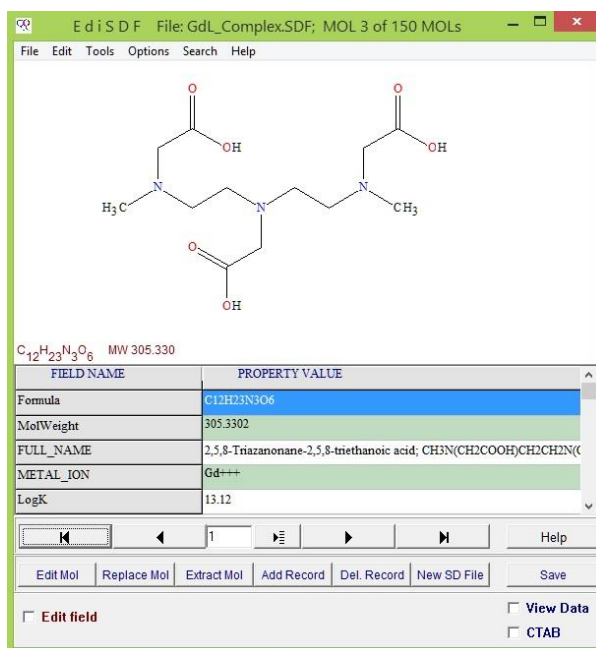 EdiSDF File: GdL_Complex.SDF; MOL 3 of 150 MOLs
File Edit Tools Options Search Help
O
O
OH
OH
N
N
H3C
N
CH3
O
OH
C12H23N3O6 MW 305.330
FIELD NAME PROPERTY VALUE
Formula C12H23N3O6
MolWeight 305.3302
FULL_NAME 2,5,8-Triazanonane-2,5,8-triethanoic acid; CH3N(CH2COOH)CH2CH2N(C
METAL_ION Gd+++
LogK 13.12
1 Help
Edit Mol Replace Mol Extract Mol Add Record Del. Record New SD File Save
Edit field
View Data
CTAB